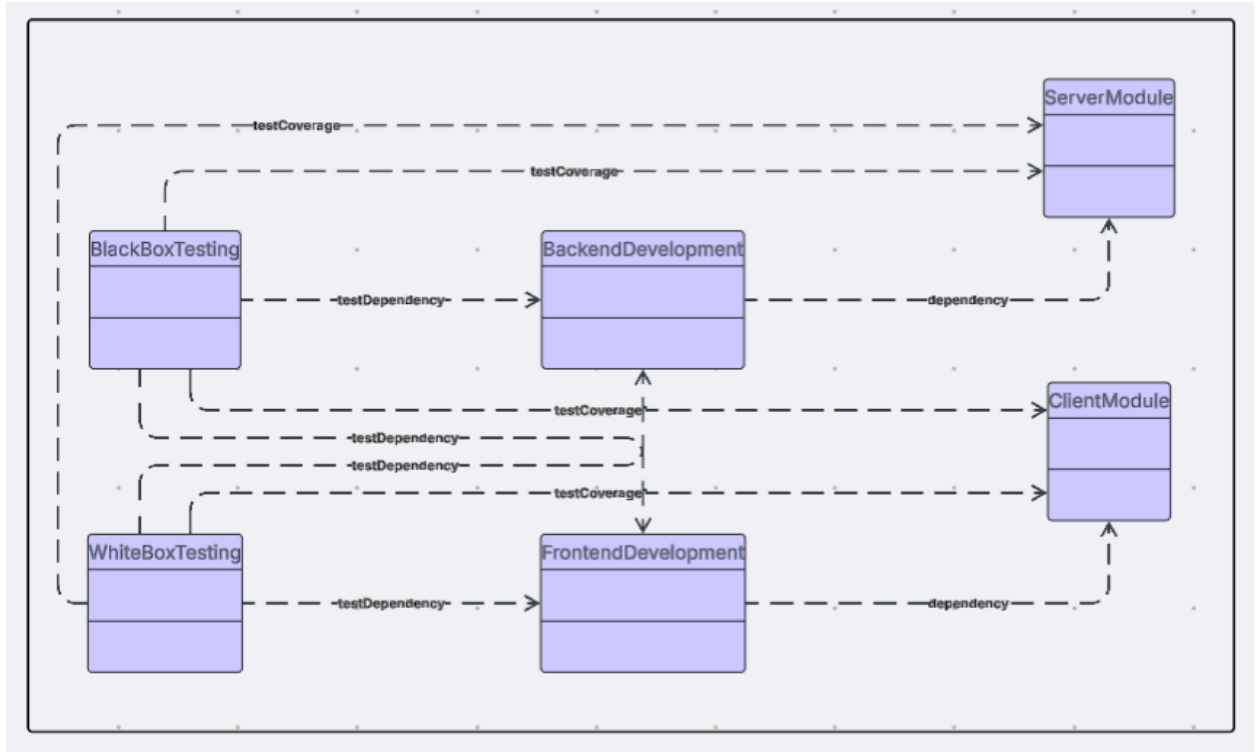 ServerModule
testCoverage
testCoverage
BlackBoxTesting
BackendDevelopment
testDependency
dependency
ClientModule
testCoverage
testDependency
testDependency
testCoverage
WhiteBoxTesting
FrontendDevelopment
testDependency
dependency